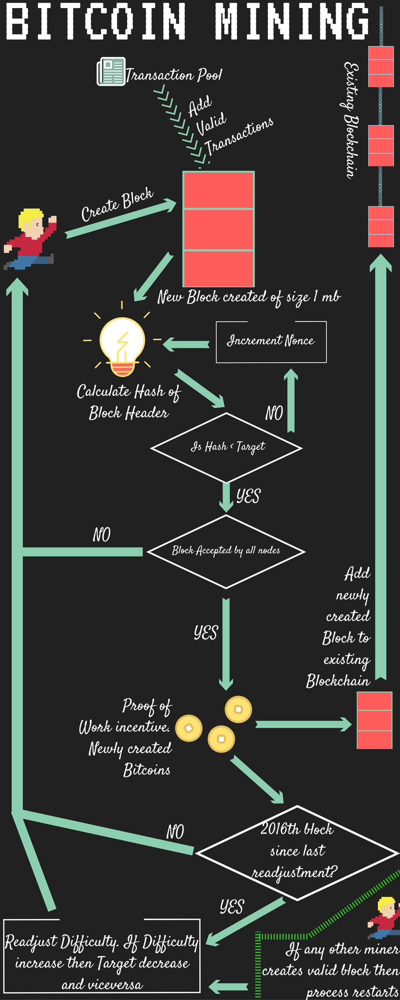 BITCOIN MINING
Transaction Pool
Add
Valid
Transactions
Existing Blockchain
Create Block
New Block created of size 1 mb
Increment Nonce
Calculate Hash of
Block Header
NO
Is Hash < Target
YES
NO
Block Accepted by all nodes
Add
newly
created
Block to
existing
Blockchain
YES
Proof of
Work incentive.
Newly created
Bitcoins
2016th block
since last
readjustment?
NO
YES
Readjust Difficulty. If Difficulty
increase then Target decrease
and viceversa
If any other miner
creates valid block then
process restarts